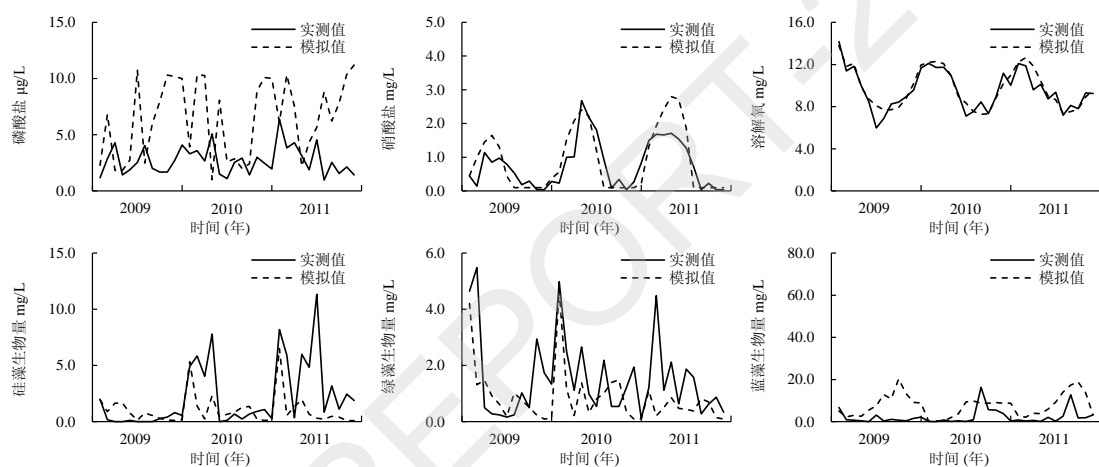 15.0
10.0
5.0
0.0
磷酸盐 μg/L
实测值
模拟值
2009 2010 2011
时间 (年)
5.0
4.0
3.0
2.0
1.0
0.0
硝酸盐 mg/L
实测值
模拟值
2009 2010 2011
时间 (年)
16.0
12.0
8.0
4.0
0.0
溶解氧 mg/L
实测值
模拟值
2009 2010 2011
时间 (年)
15.0
10.0
5.0
0.0
硅藻生物量 mg/L
实测值
模拟值
2009 2010 2011
时间 (年)
6.0
4.0
2.0
0.0
绿藻生物量 mg/L
实测值
模拟值
2009 2010 2011
时间 (年)
80.0
60.0
40.0
20.0
0.0
蓝藻生物量 mg/L
实测值
模拟值
2009 2010 2011
时间 (年)
REPORT-2